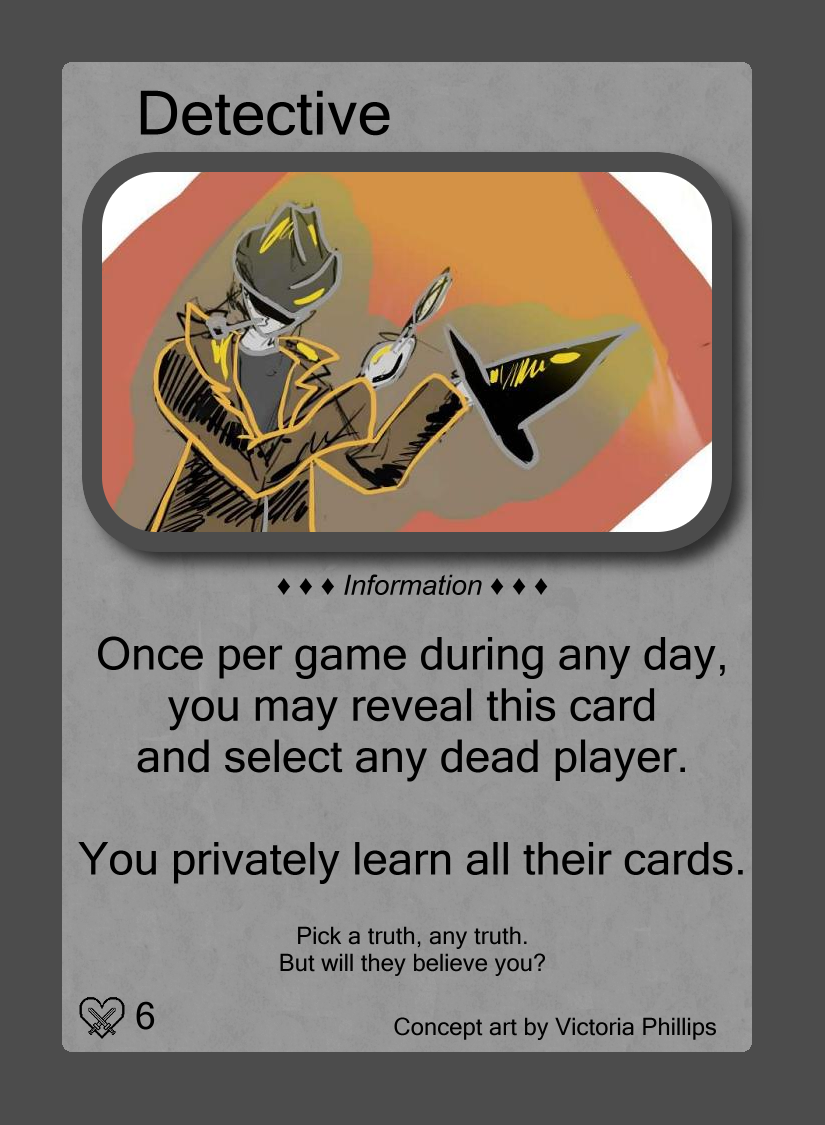 Detective
♦ ♦ ♦ Information ♦ ♦ ♦
Once per game during any day,
you may reveal this card
and select any dead player.
You privately learn all their cards.
Pick a truth, any truth.
But will they believe you?
6
Concept art by Victoria Phillips